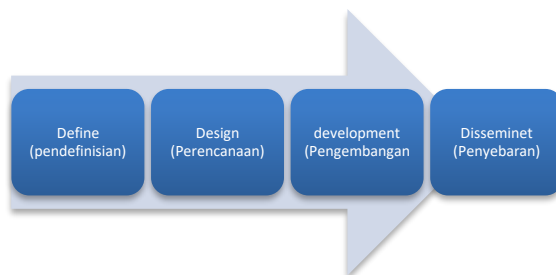 Define
(pendefinisian)
Design
(Perencanaan)
development
(Pengembangan
Disseminet
(Penyebaran)